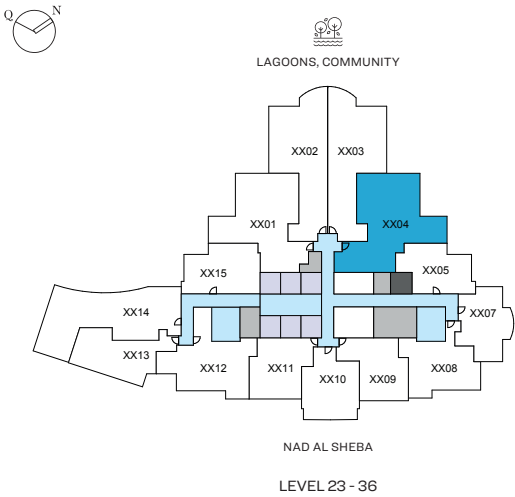 Q N
LAGOONS, COMMUNITY
XX02 XX03
XX01 XX04
XX15 XX05
XX14 XX07
XX13 XX12 XX11 XX10 XX09 XX08
NAD AL SHEBA
LEVEL 23 - 36